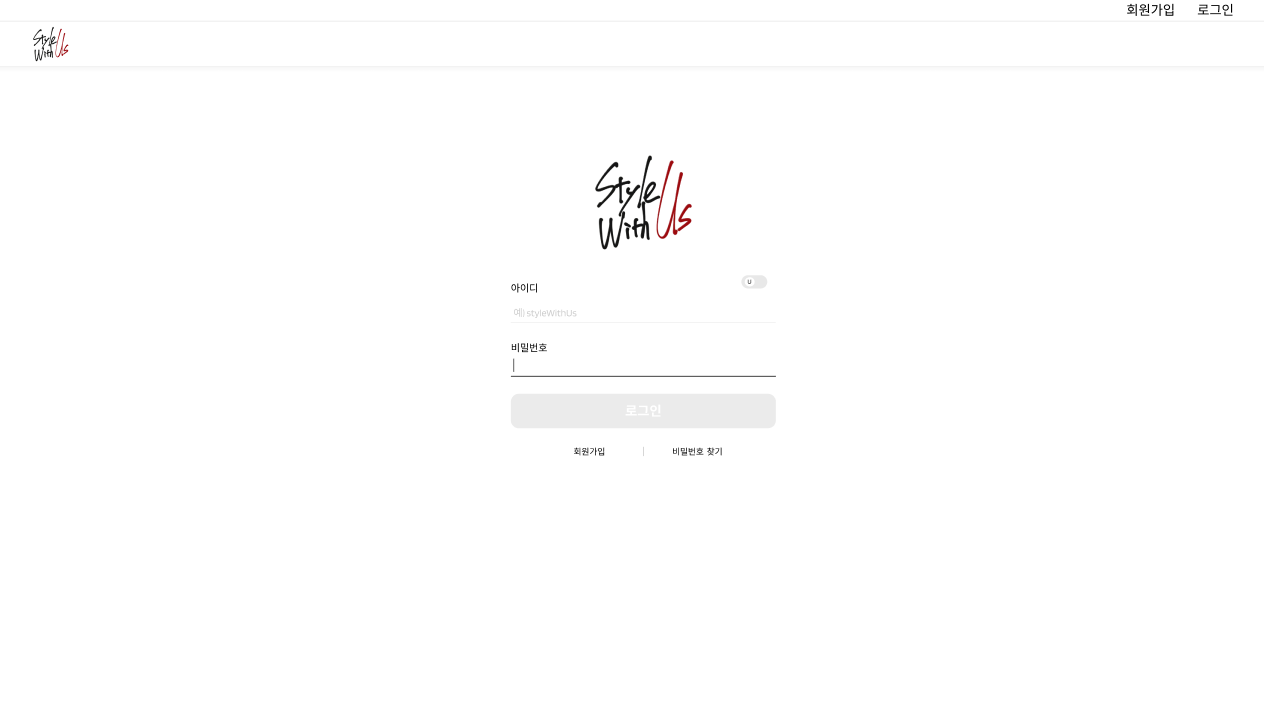 회원가입 로그인
Style
With Us
Style
With Us
U
아이디
예) styleWithUs
비밀번호
로그인
회원가입 비밀번호 찾기